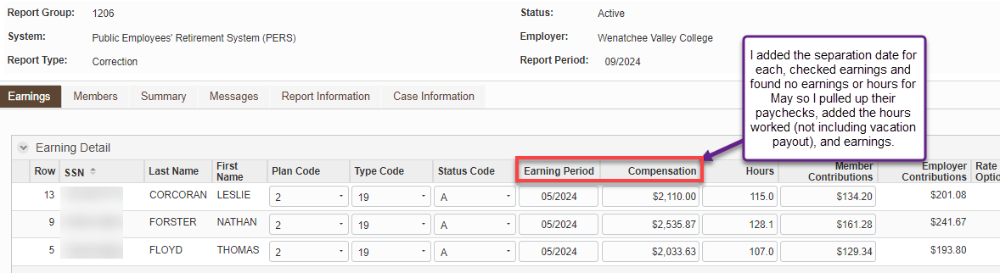 Report Group: 1206 Status: Active
System: Public Employees' Retirement System (PERS) Employer: Wenatchee Valley College
Report Type: Correction Report Period: 09/2024
I added the separation date for
each, checked earnings and
found no earnings or hours for
May so I pulled up their
paychecks, added the hours
worked (not including vacation
payout), and earnings.
Earnings Members Summary Messages Report Information Case Information
Earning Detail
Row SSN Last Name First Name Plan Code Type Code Status Code Earning Period Compensation Hours Member Contributions Employer Contributions Rate Optio
13 CORCORAN LESLIE 2 19 A 05/2024 $2,110.00 115.0 $134.20 $201.08
9 FORSTER NATHAN 2 19 A 05/2024 $2,535.87 128.1 $161.28 $241.67
5 FLOYD THOMAS 2 19 A 05/2024 $2,033.63 107.0 $129.34 $193.80